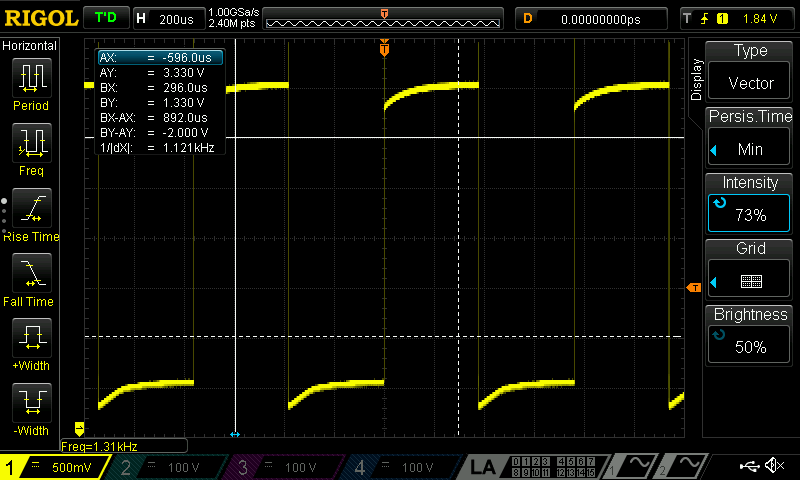 RIGOL T'D H 200us 1.00GSa/s D 0.00000000ps T 1 1.84 V
2.40M pts
T
Horizontal
Period
Freq
Rise Time
Fall Time
+Width
-Width
T
AX: = -596.0us
AY: = 3.330 V
BX: = 296.0us
BY: = 1.330 V
BX-AX: = 892.0us
BY-AY: = -2.000 V
1/|dX|: = 1.121kHz
T
Display
Type
Vector
Persis.Time
Min
Intensity
73%
Grid
Brightness
50%
Freq=1.31kHz
1 = 500mV 2 = 100 V 3 = 100 V 4 = 100 V LA 0 1 2 3 4 5 6 7 1 2
8 9 10 11 12 13 14 15